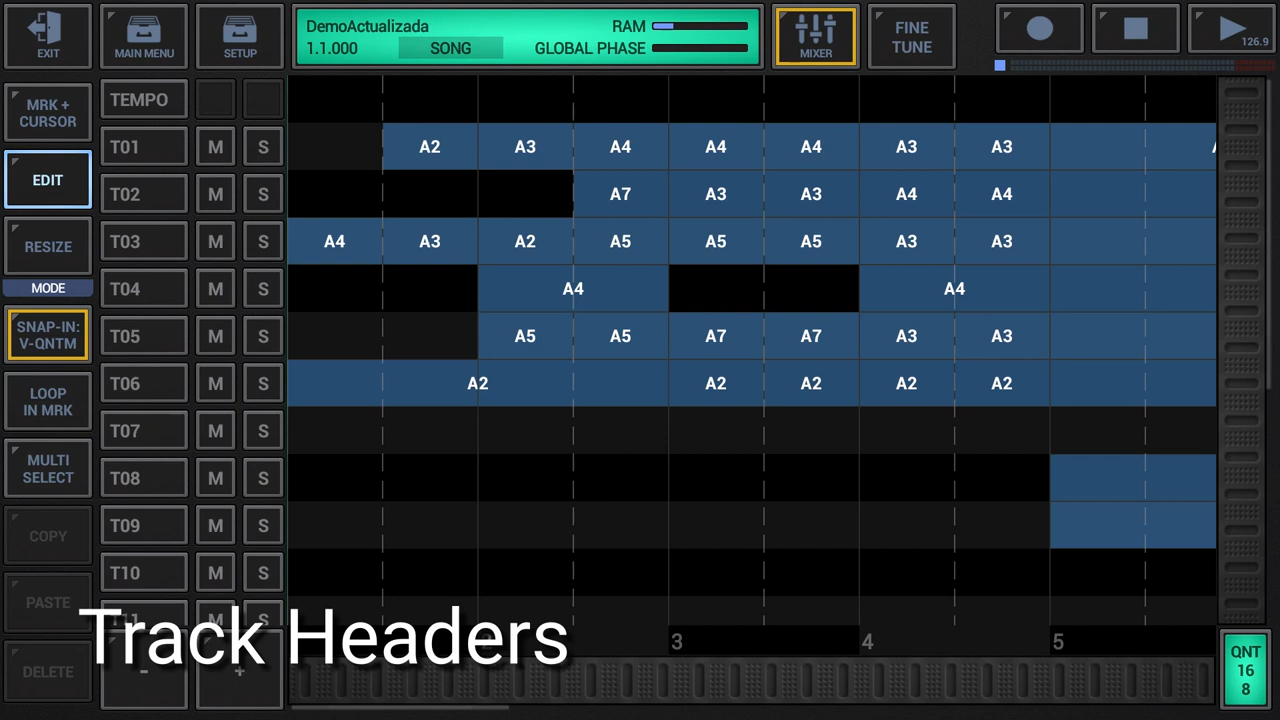 EXIT
MAIN MENU
SETUP
DemoActualizada
RAM
1.1.000
SONG
GLOBAL PHASE
MIXER
FINE
TUNE
126.9
MRK +
CURSOR
EDIT
RESIZE
MODE
SNAP-IN:
V-QNTM
LOOP
IN MRK
MULTI
SELECT
COPY
PASTE
DELETE
TEMPO
T01 M S A2 A3 A4 A4 A4 A3 A3
T02 M S A7 A3 A3 A4 A4
T03 M S A4 A3 A2 A5 A5 A5 A3 A3
T04 M S A4 A4
T05 M S A5 A5 A7 A7 A3 A3
T06 M S A2 A2 A2 A2 A2
T07 M S
T08 M S
T09 M S
T10 M S
T11 M S
Track Headers
- +
2 3 4 5
QNT
16
8